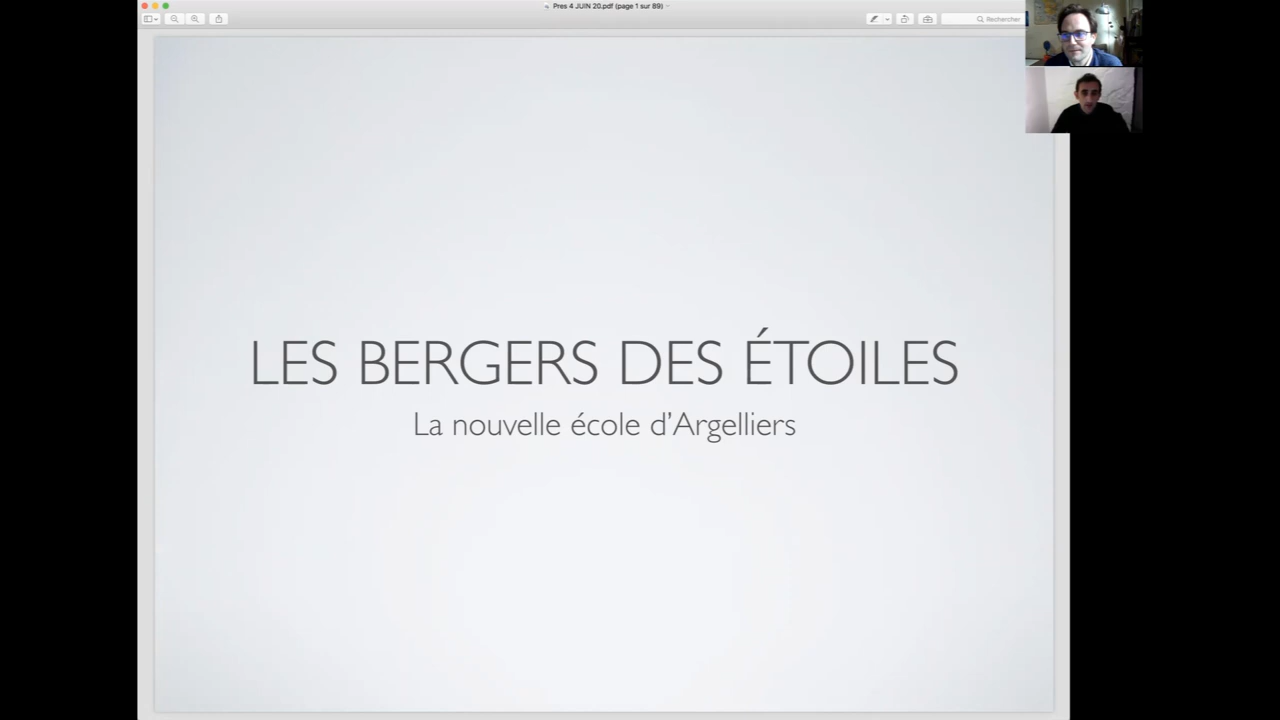 Pres 4 JUIN 20.pdf (page 1 sur 89)
Rechercher
LES BERGERS DES ÉTOILES
La nouvelle école d'Argelliers